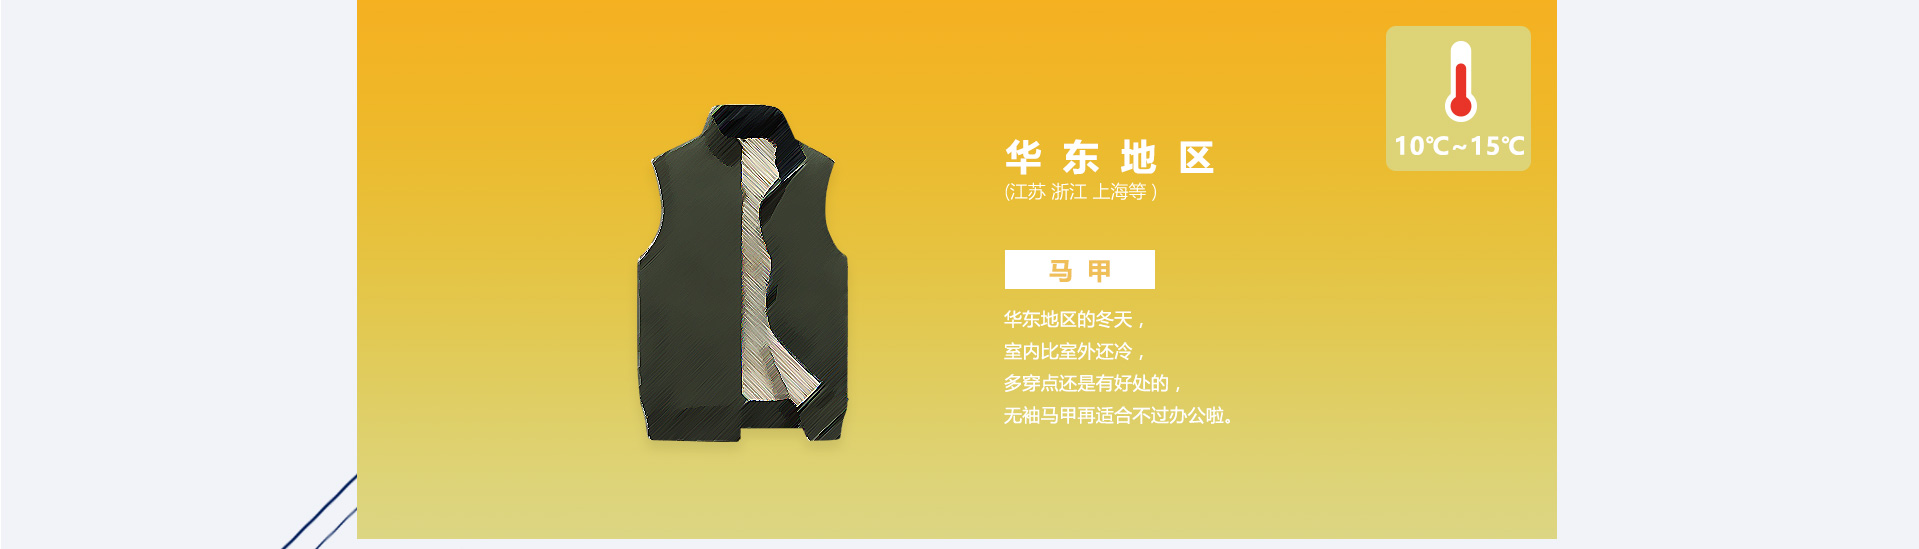 10℃~15℃
华东地区
(江苏 浙江 上海等 )
马甲
华东地区的冬天，
室内比室外还冷，
多穿点还是有好处的，
无袖马甲再适合不过办公啦。